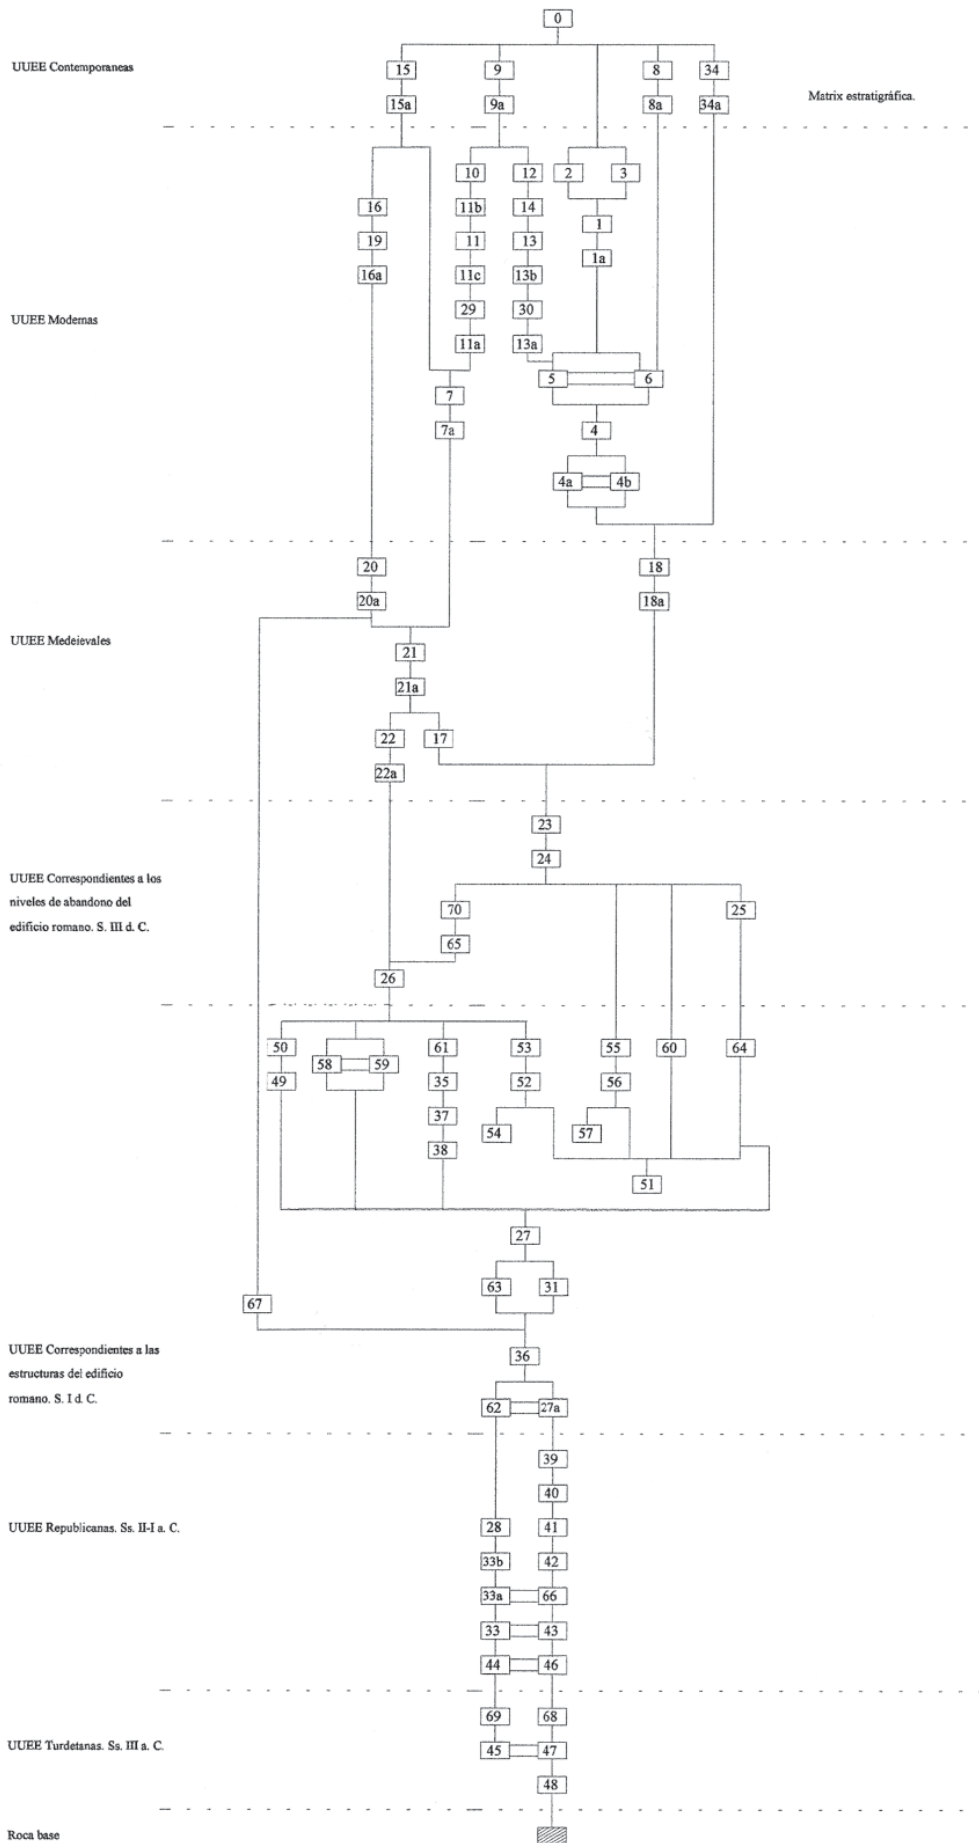 0
UUEE Contemporaneas
15 9 8 34
15a 9a 8a 34a
Matrix estratigráfica.
10 12 2 3
16 11b 14 1
19 11 13 1a
16a 11c 13b
UUEE Modernas
29 30
11a 13a
5 6
7
7a 4
4a 4b
20 18
20a 18a
UUEE Medeievales
21
21a
22 17
22a
23
24
UUEE Correspondientes a los
niveles de abandono del
edificio romano. S. III d. C.
70 25
65
26
50 61 53 55 60 64
58 59
49 35 52 56
37
54 57
38
51
27
63 31
67
UUEE Correspondientes a las
estructuras del edificio
romano. S. I d. C.
36
62 27a
39
40
UUEE Republicanas. Ss. II-I a. C.
28 41
33b 42
33a 66
33 43
44 46
69 68
UUEE Turdetanas. Ss. III a. C.
45 47
48
Roca base